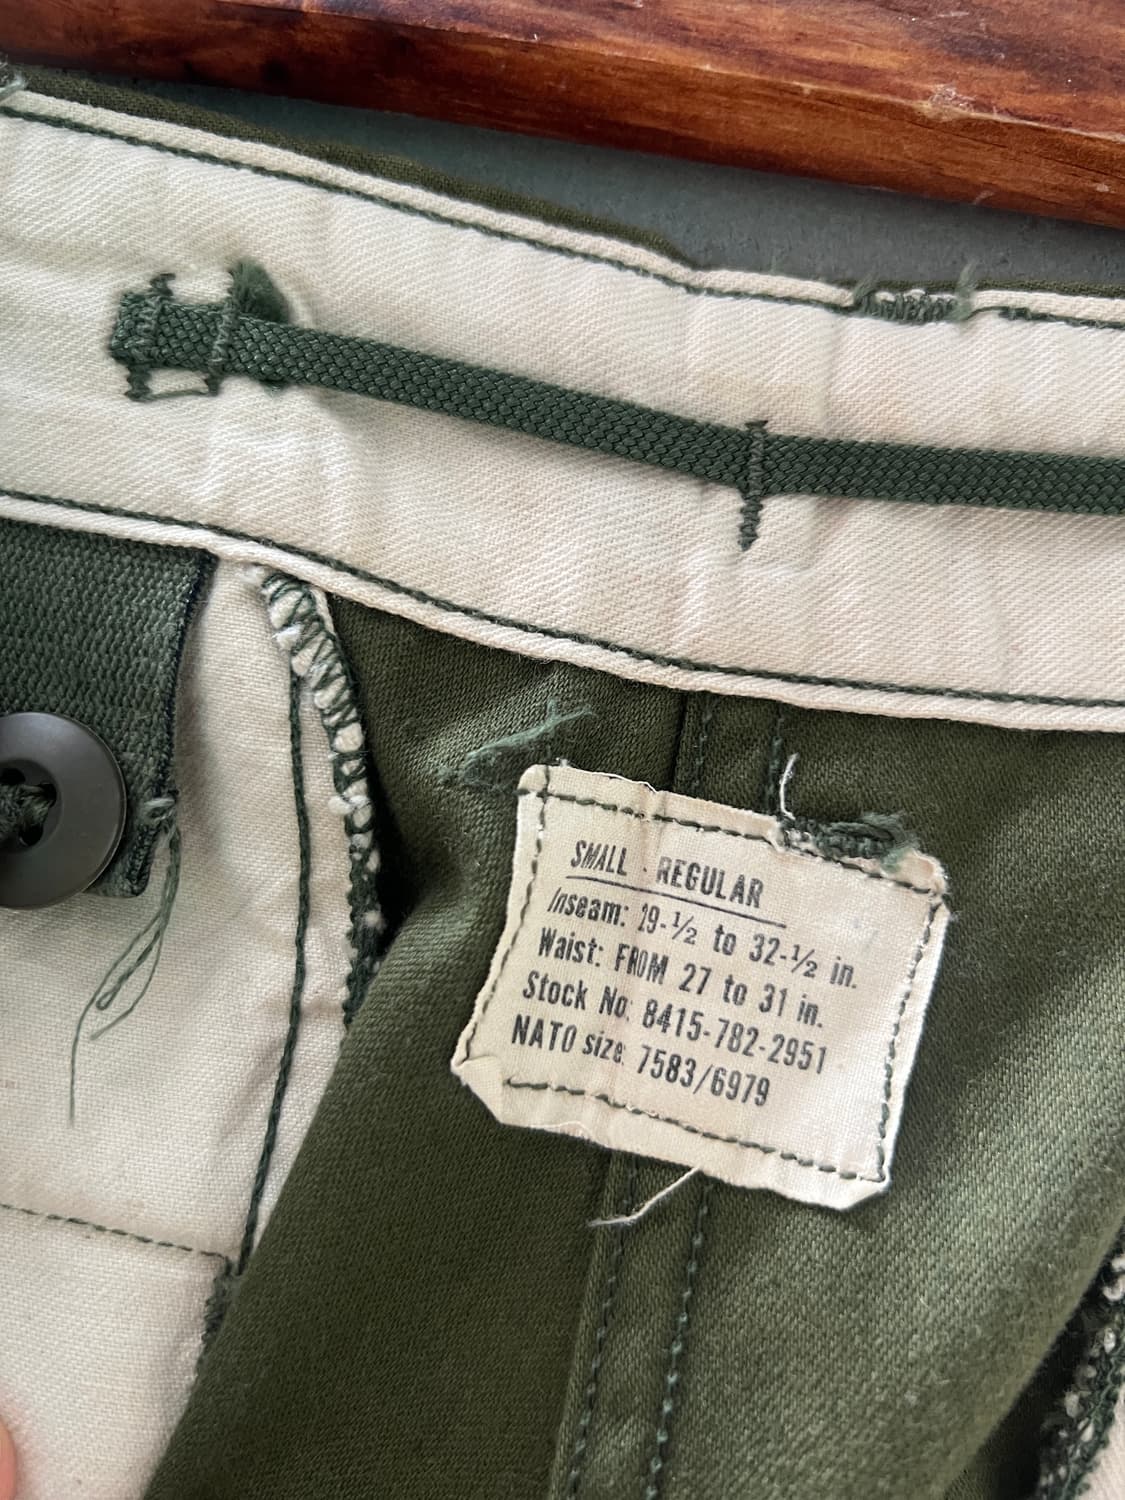 SMALL - REGULAR
Inseam: 29-½ to 32-½ in.
Waist: FROM 27 to 31 in.
Stock No: 8415-782-2951
NATO size: 7583/6979